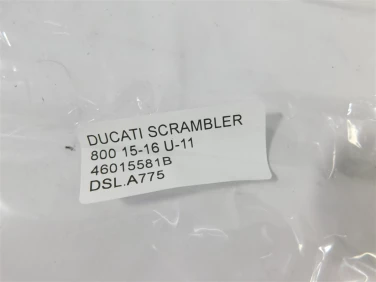 DUCATI SCRAMBLER
800 15-16 U-11
46015581B
DSL.A775